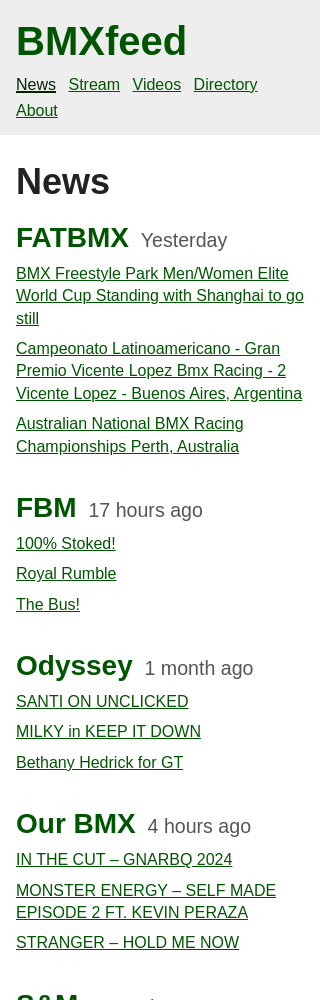 BMXfeed
News Stream Videos Directory
About
News
FATBMX Yesterday
BMX Freestyle Park Men/Women Elite
World Cup Standing with Shanghai to go
still
Campeonato Latinoamericano - Gran
Premio Vicente Lopez Bmx Racing - 2
Vicente Lopez - Buenos Aires, Argentina
Australian National BMX Racing
Championships Perth, Australia
FBM 17 hours ago
100% Stoked!
Royal Rumble
The Bus!
Odyssey 1 month ago
SANTI ON UNCLICKED
MILKY in KEEP IT DOWN
Bethany Hedrick for GT
Our BMX 4 hours ago
IN THE CUT – GNARBQ 2024
MONSTER ENERGY – SELF MADE
EPISODE 2 FT. KEVIN PERAZA
STRANGER – HOLD ME NOW